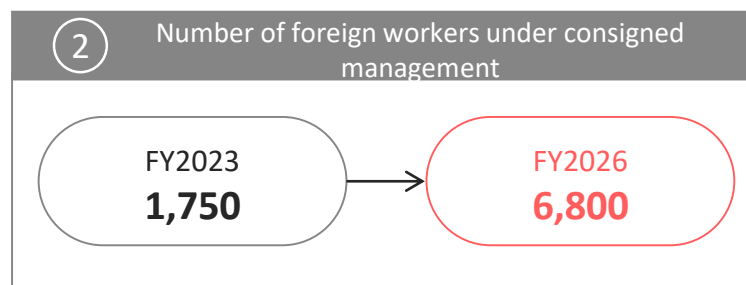 2
Number of foreign workers under consigned
management
FY2023
1,750
FY2026
6,800